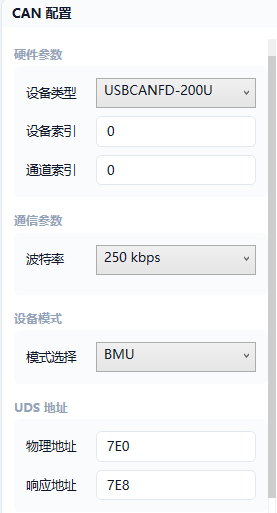 CAN 配置
硬件参数
设备类型 USBCANFD-200U
设备索引 0
通道索引 0
通信参数
波特率 250 kbps
设备模式
模式选择 BMU
UDS 地址
物理地址 7E0
响应地址 7E8